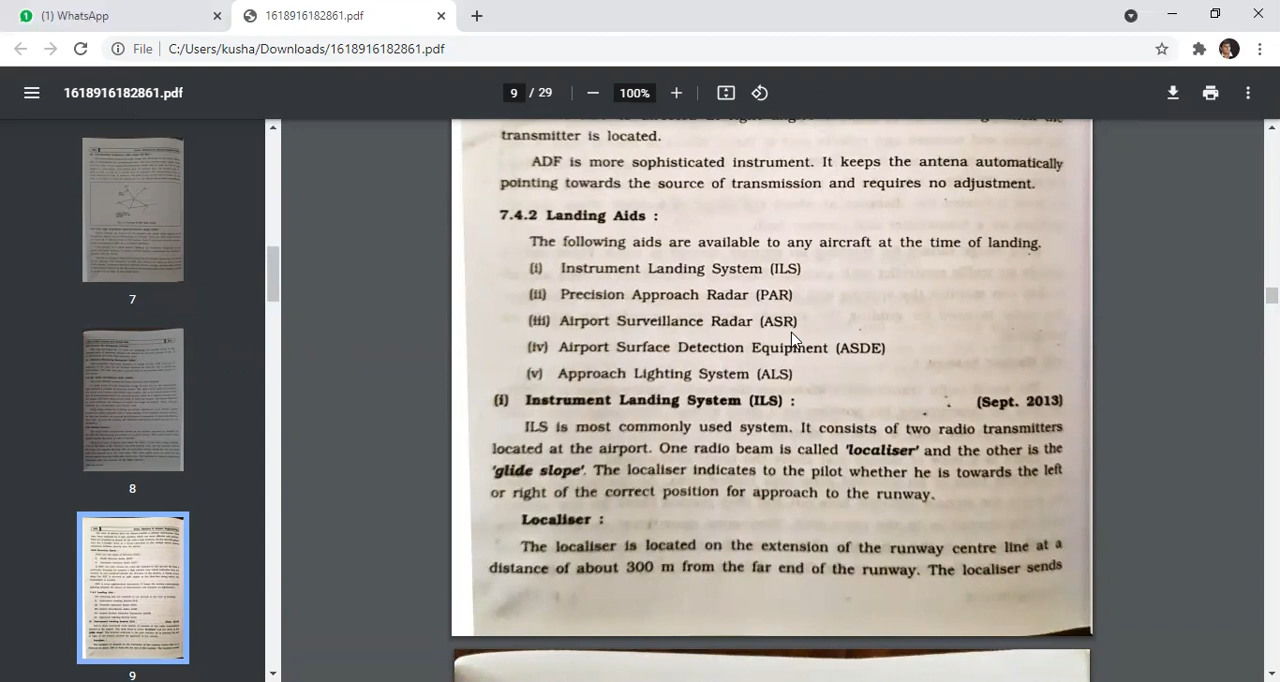 (1) WhatsApp
1618916182861.pdf
File
C:/Users/kusha/Downloads/1618916182861.pdf
1618916182861.pdf
9 / 29
100%
7
8
9
transmitter is located.
ADF is more sophisticated instrument. It keeps the antena automatically
pointing towards the source of transmission and requires no adjustment.
7.4.2 Landing Aids :
The following aids are available to any aircraft at the time of landing.
(i) Instrument Landing System (ILS)
(ii) Precision Approach Radar (PAR)
(iii) Airport Surveillance Radar (ASR)
(iv) Airport Surface Detection Equipment (ASDE)
(v) Approach Lighting System (ALS)
(i) Instrument Landing System (ILS) : (Sept. 2013)
ILS is most commonly used system. It consists of two radio transmitters
located at the airport. One radio beam is called 'localiser' and the other is the
'glide slope'. The localiser indicates to the pilot whether he is towards the left
or right of the correct position for approach to the runway.
Localiser :
The localiser is located on the extension of the runway centre line at a
distance of about 300 m from the far end of the runway. The localiser sends